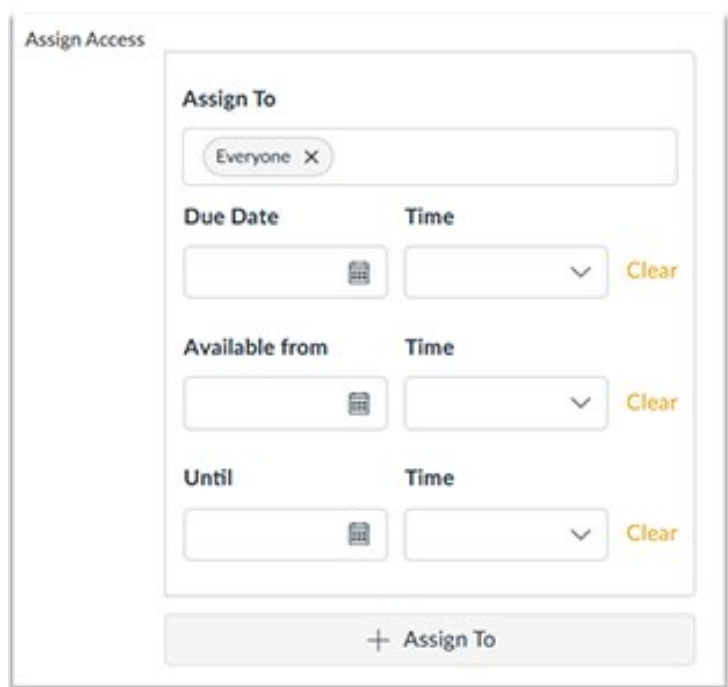 Assign Access
Assign To
Everyone
Due Date Time
Clear
Available from Time
Clear
Until Time
Clear
Assign To